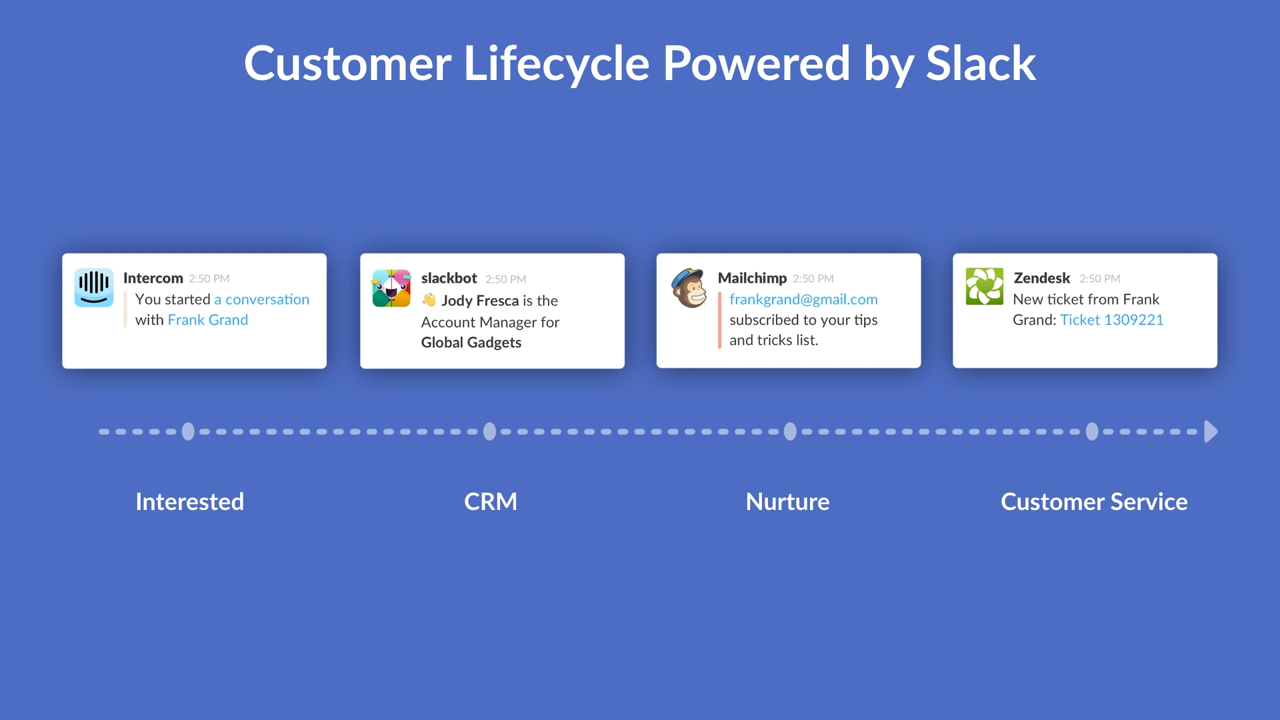 Customer Lifecycle Powered by Slack
Intercom 2:50 PM
You started a conversation
with Frank Grand
slackbot 2:50 PM
👋 Jody Fresca is the
Account Manager for
Global Gadgets
Mailchimp 2:50 PM
frankgrand@gmail.com
subscribed to your tips
and tricks list.
Zendesk 2:50 PM
New ticket from Frank
Grand: Ticket 1309221
Interested
CRM
Nurture
Customer Service